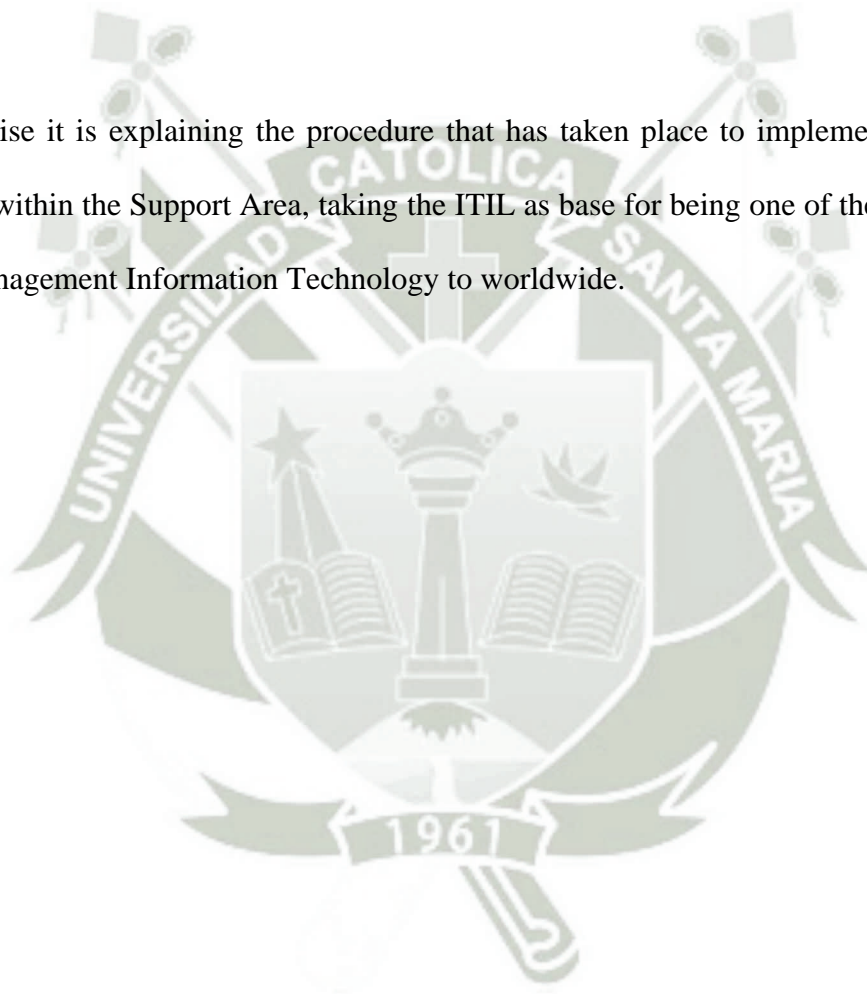 ise it is explaining the procedure that has taken place to impleme
within the Support Area, taking the ITIL as base for being one of the
nagement Information Technology to worldwide.
UNIVERSIDAD CATOLICA SANTA MARIA
1961